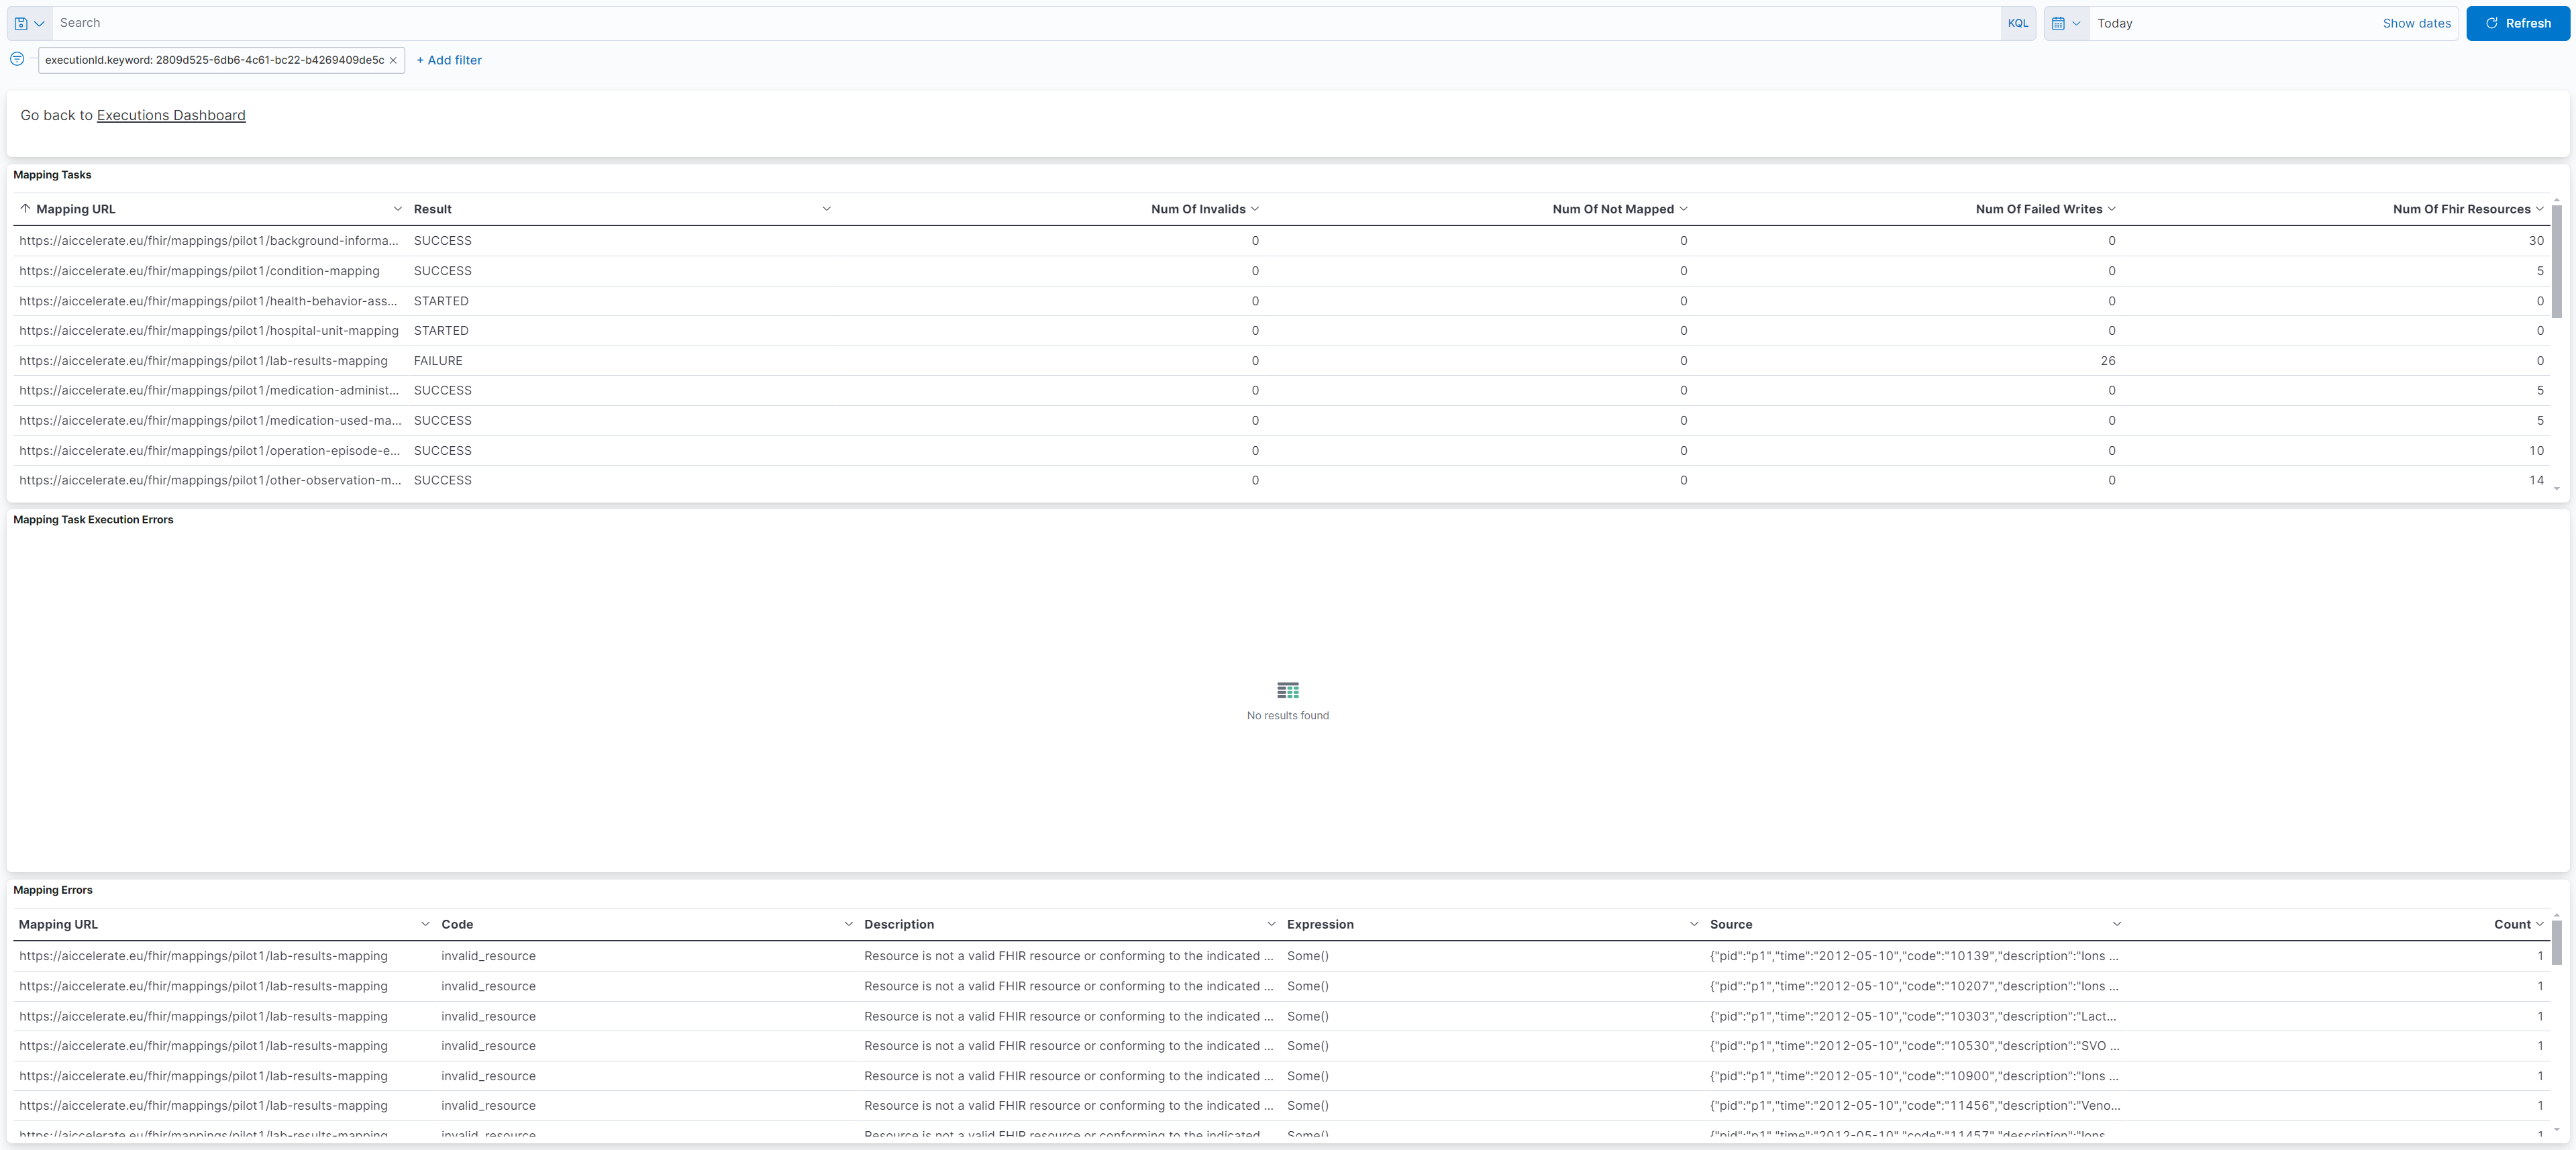 Search KQL Today Show dates Refresh
executionId.keyword: 2809d525-6db6-4c61-bc22-b4269409de5c × + Add filter
Go back to Executions Dashboard
Mapping Tasks
Mapping URL Result Num Of Invalids Num Of Not Mapped Num Of Failed Writes Num Of Fhir Resources
https://aiccelerate.eu/fhir/mappings/pilot1/background-informa... SUCCESS 0 0 0 30
https://aiccelerate.eu/fhir/mappings/pilot1/condition-mapping SUCCESS 0 0 0 5
https://aiccelerate.eu/fhir/mappings/pilot1/health-behavior-ass... STARTED 0 0 0 0
https://aiccelerate.eu/fhir/mappings/pilot1/hospital-unit-mapping STARTED 0 0 0 0
https://aiccelerate.eu/fhir/mappings/pilot1/lab-results-mapping FAILURE 0 0 26 0
https://aiccelerate.eu/fhir/mappings/pilot1/medication-administ... SUCCESS 0 0 0 5
https://aiccelerate.eu/fhir/mappings/pilot1/medication-used-ma... SUCCESS 0 0 0 5
https://aiccelerate.eu/fhir/mappings/pilot1/operation-episode-e... SUCCESS 0 0 0 10
https://aiccelerate.eu/fhir/mappings/pilot1/other-observation-m... SUCCESS 0 0 0 14
Mapping Task Execution Errors
No results found
Mapping Errors
Mapping URL Code Description Expression Source Count
https://aiccelerate.eu/fhir/mappings/pilot1/lab-results-mapping invalid_resource Resource is not a valid FHIR resource or conforming to the indicated ... Some() {"pid":"p1","time":"2012-05-10","code":"10139","description":"Ions ... 1
https://aiccelerate.eu/fhir/mappings/pilot1/lab-results-mapping invalid_resource Resource is not a valid FHIR resource or conforming to the indicated ... Some() {"pid":"p1","time":"2012-05-10","code":"10207","description":"Ions ... 1
https://aiccelerate.eu/fhir/mappings/pilot1/lab-results-mapping invalid_resource Resource is not a valid FHIR resource or conforming to the indicated ... Some() {"pid":"p1","time":"2012-05-10","code":"10303","description":"Lact... 1
https://aiccelerate.eu/fhir/mappings/pilot1/lab-results-mapping invalid_resource Resource is not a valid FHIR resource or conforming to the indicated ... Some() {"pid":"p1","time":"2012-05-10","code":"10530","description":"SVO ... 1
https://aiccelerate.eu/fhir/mappings/pilot1/lab-results-mapping invalid_resource Resource is not a valid FHIR resource or conforming to the indicated ... Some() {"pid":"p1","time":"2012-05-10","code":"10900","description":"Ions ... 1
https://aiccelerate.eu/fhir/mappings/pilot1/lab-results-mapping invalid_resource Resource is not a valid FHIR resource or conforming to the indicated ... Some() {"pid":"p1","time":"2012-05-10","code":"11456","description":"Veno... 1
https://aiccelerate.eu/fhir/mappings/pilot1/lab-results-mapping invalid_resource Resource is not a valid FHIR resource or conforming to the indicated ... Some() {"pid":"p1","time":"2012-05-10","code":"11457","description":"Ions ... 1